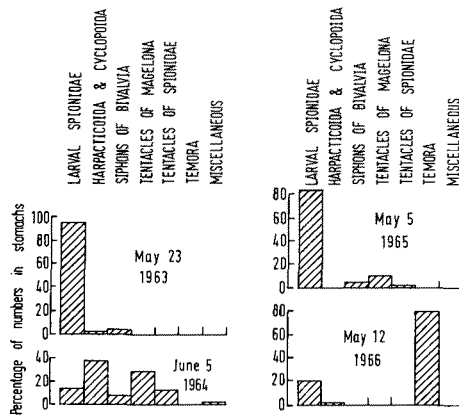 LARVAL SPIONIDAE
HARPACTICOIDA & CYCLOPOIDA
SIPHONS OF BIVALVIA
TENTACLES OF MAGELONA
TENTACLES OF SPIONIDAE
TEMORA
MISCELLANEOUS
LARVAL SPIONIDAE
HARPACTICOIDA & CYCLOPOIDA
SIPHONS OF BIVALVIA
TENTACLES OF MAGELONA
TENTACLES OF SPIONIDAE
TEMORA
MISCELLANEOUS
Percentage of numbers in stomachs
100
80
60
40
20
0
May 23
1963
40
20
0
June 5
1964
80
60
40
20
0
May 5
1965
80
60
40
20
0
May 12
1966